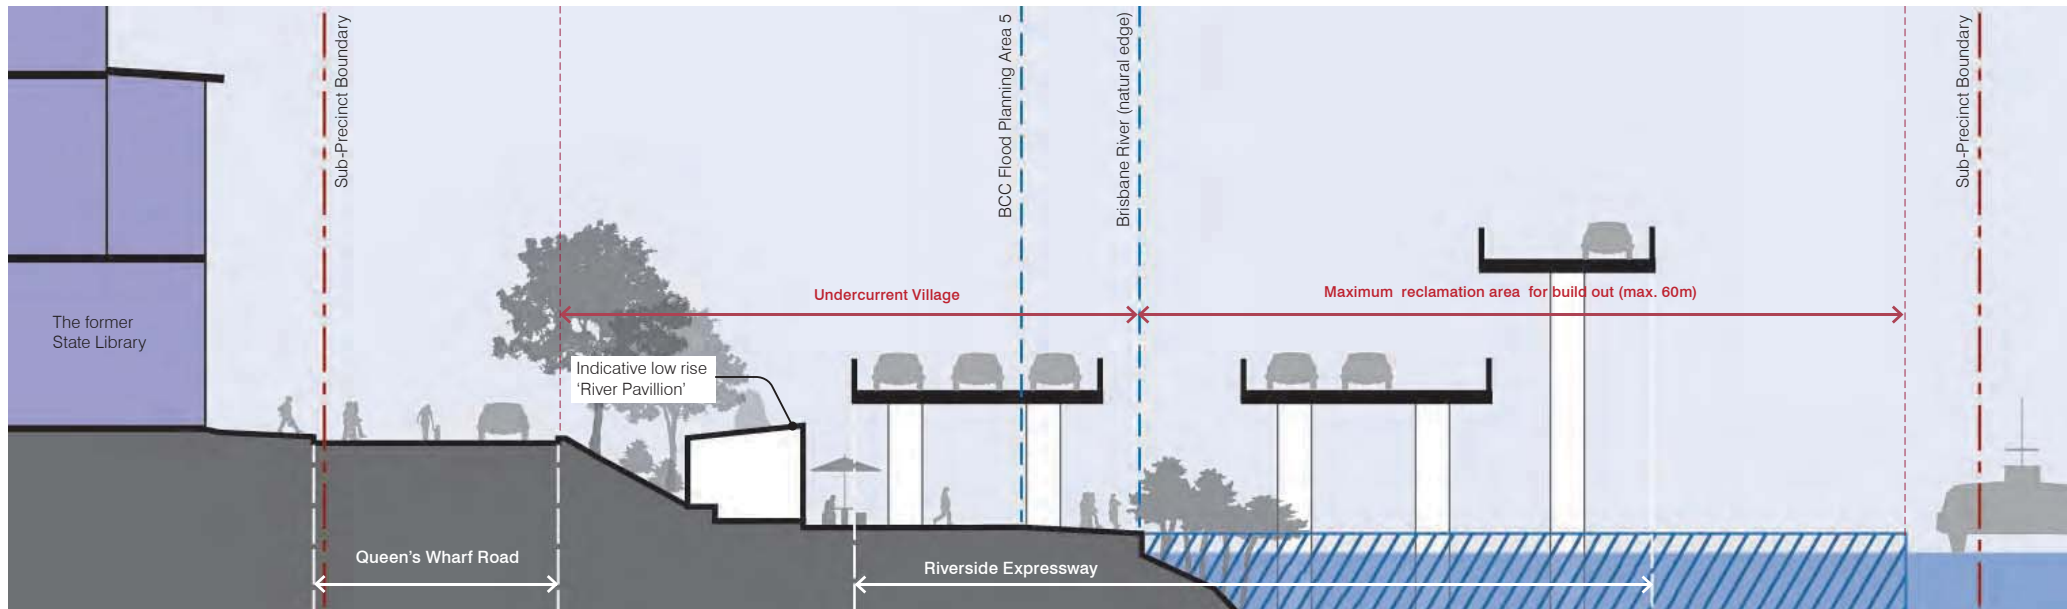 Sub-Precinct Boundary
BCC Flood Planning Area 5
Brisbane River (natural edge)
Sub-Precinct Boundary
Undercurrent Village
Maximum reclamation area for build out (max. 60m)
The former
State Library
Indicative low rise
‘River Pavillion’
Queen's Wharf Road
Riverside Expressway